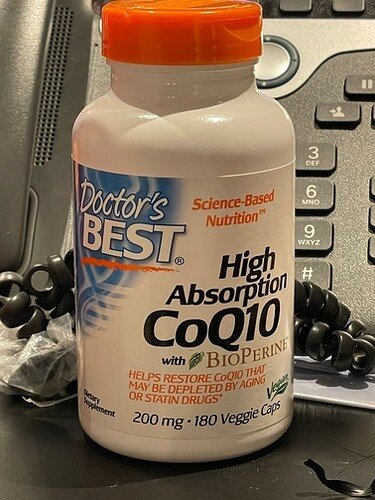 Doctor's
BEST®
Science-Based
Nutrition™
High
Absorption
CoQ10
with BIOPERINE
HELPS RESTORE CoQ10 THAT
MAY BE DEPLETED BY AGING
OR STATIN DRUGS*
Vegan
Dietary
Supplement
200 mg • 180 Veggie Caps
3
DEF
6
MNO
9
WXYZ
#